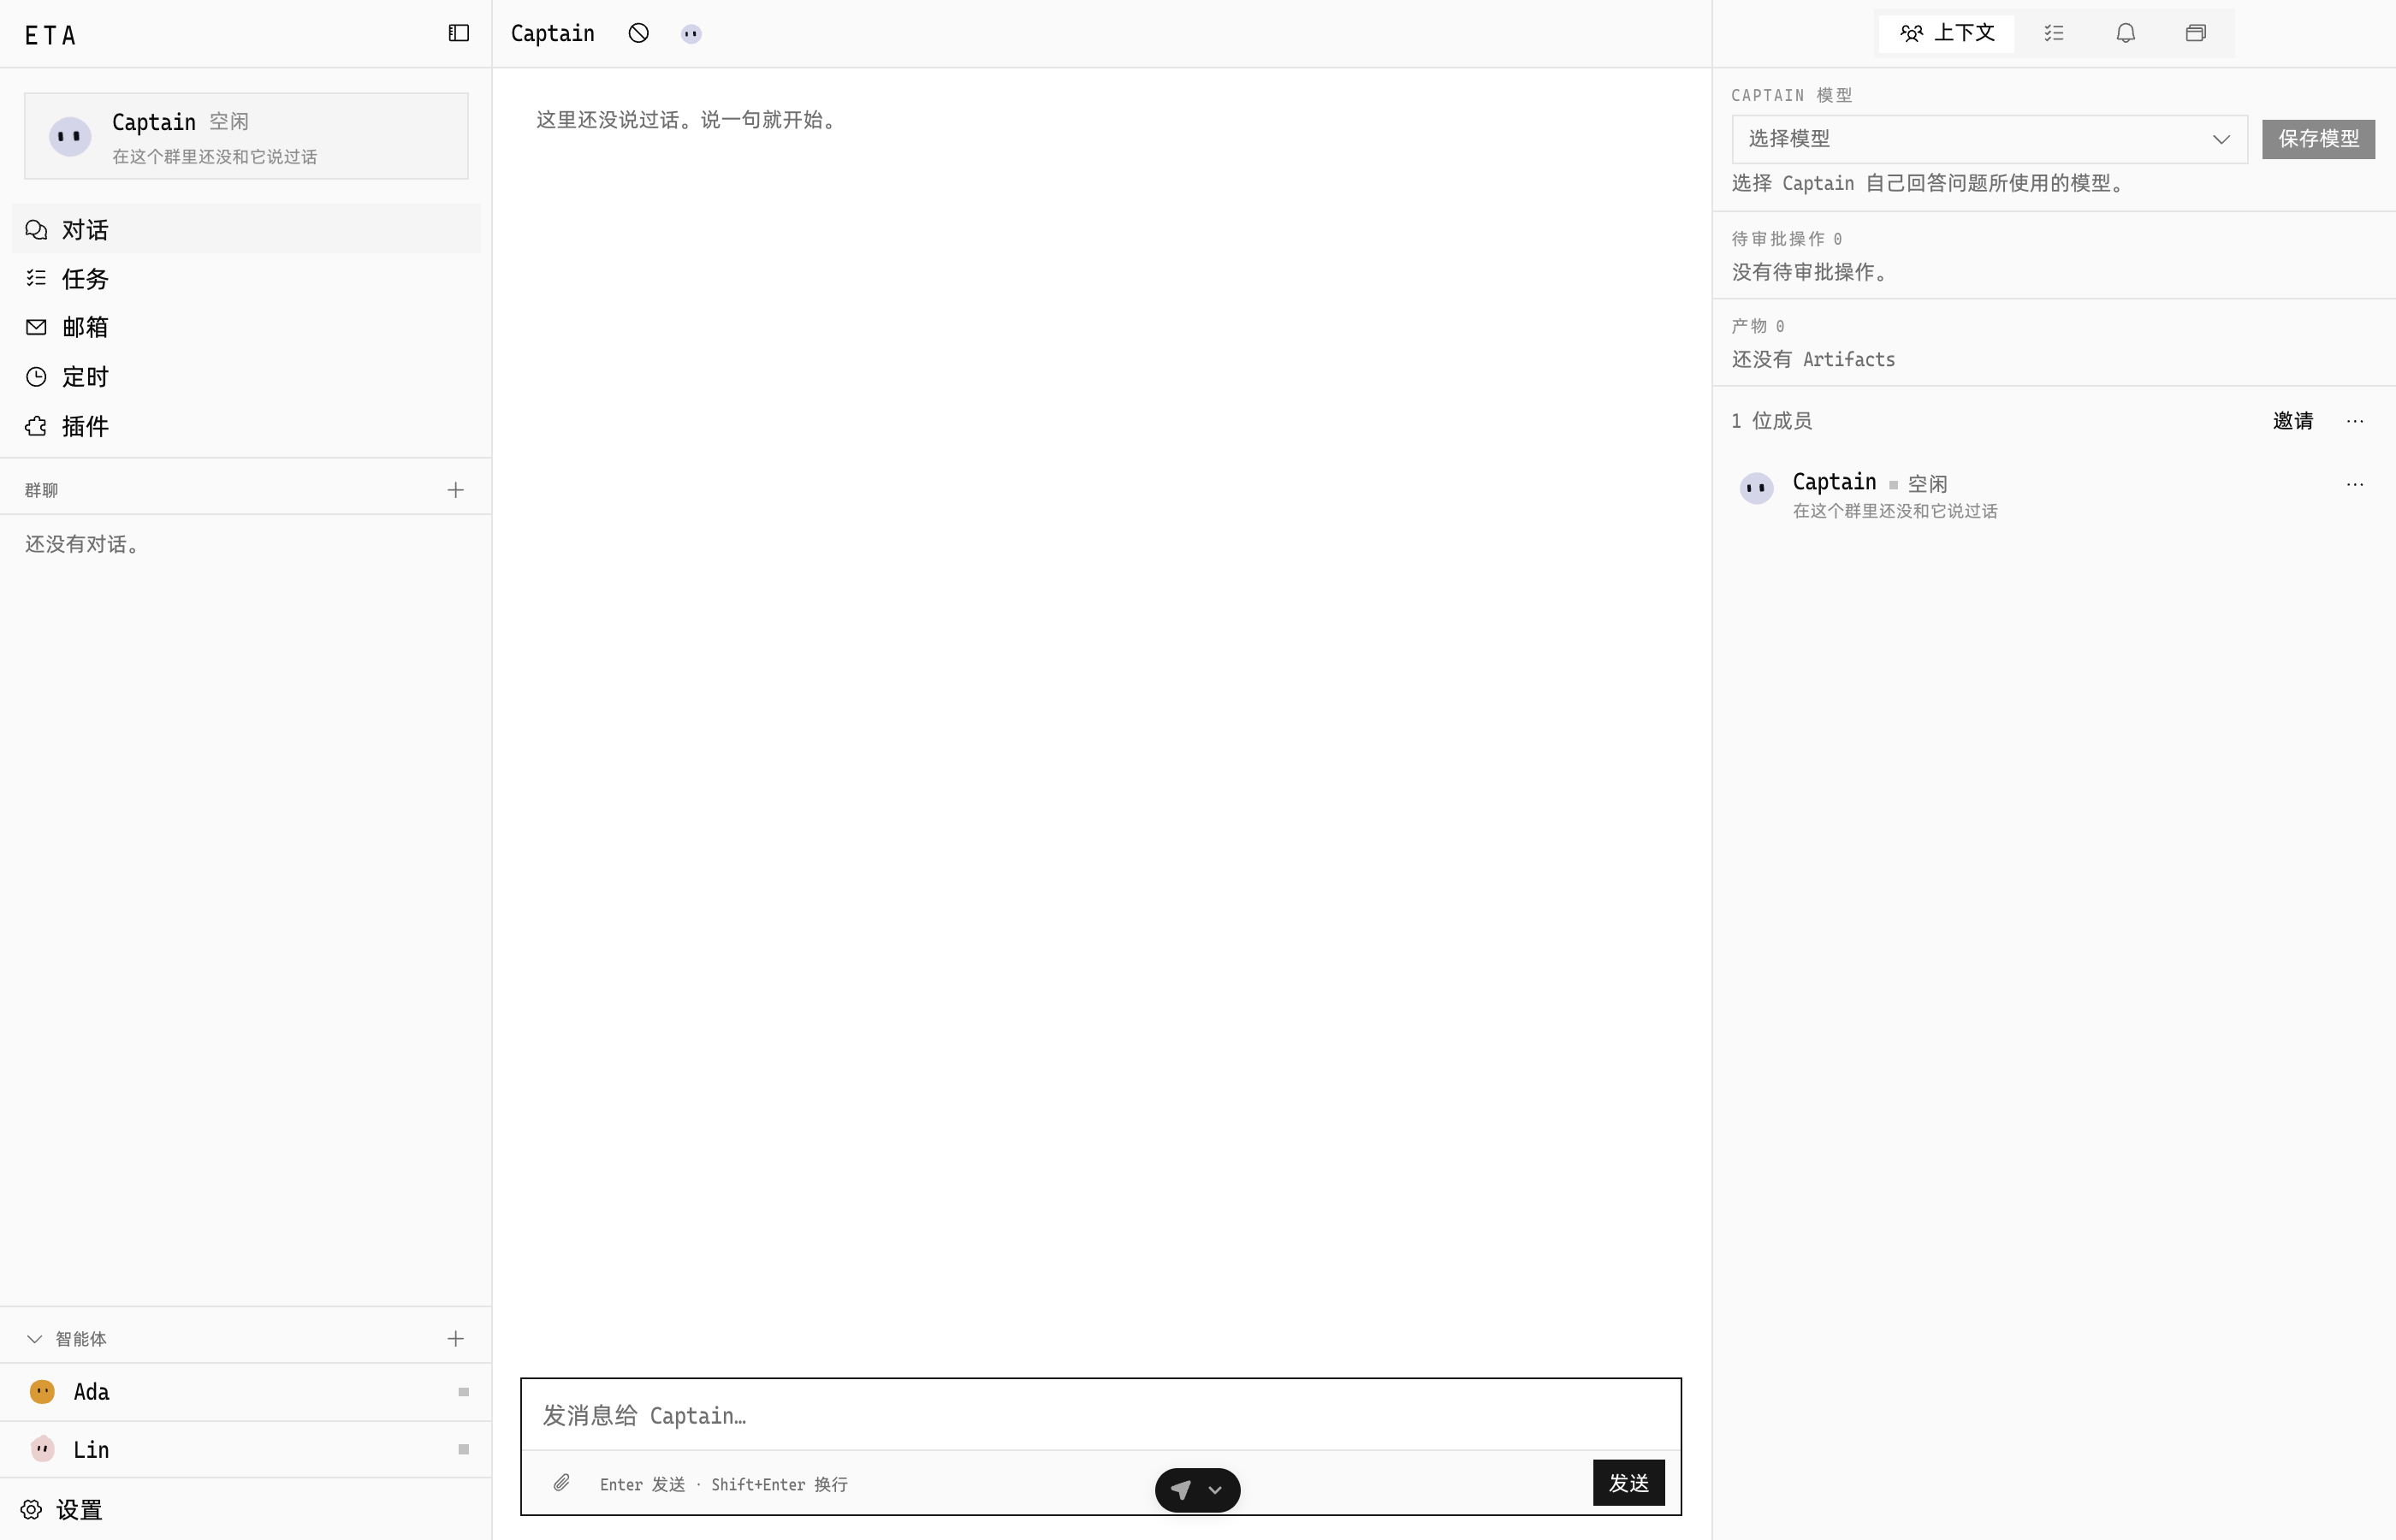 ETA
Captain 空闲
在这个群里还没和它说过话
对话
任务
邮箱
定时
插件
群聊
还没有对话。
智能体
Ada
Lin
设置
Captain
这里还没说过话。说一句就开始。
发消息给 Captain…
Enter 发送 · Shift+Enter 换行
发送
上下文
CAPTAIN 模型
选择模型
保存模型
选择 Captain 自己回答问题所使用的模型。
待审批操作 0
没有待审批操作。
产物 0
还没有 Artifacts
1 位成员
邀请
Captain 空闲
在这个群里还没和它说过话